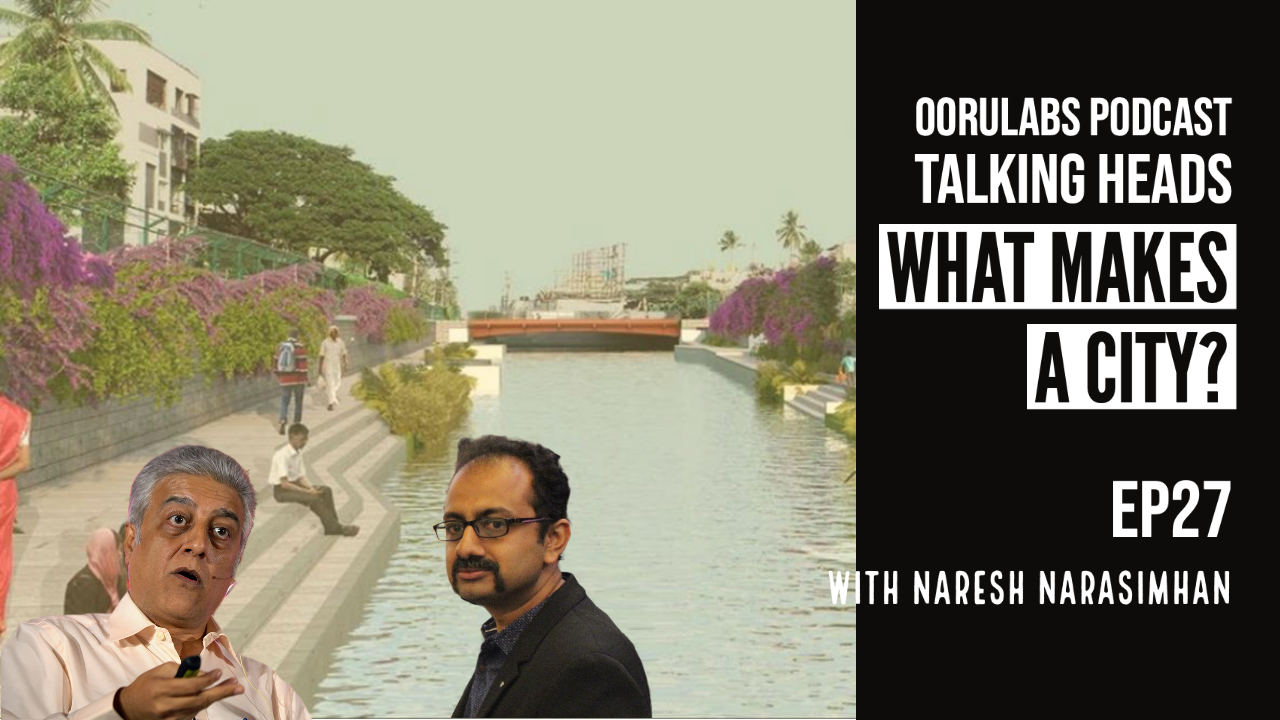 OORULABS PODCAST
TALKING HEADS
WHAT MAKES
A CITY?
EP27
WITH NARESH NARASIMHAN